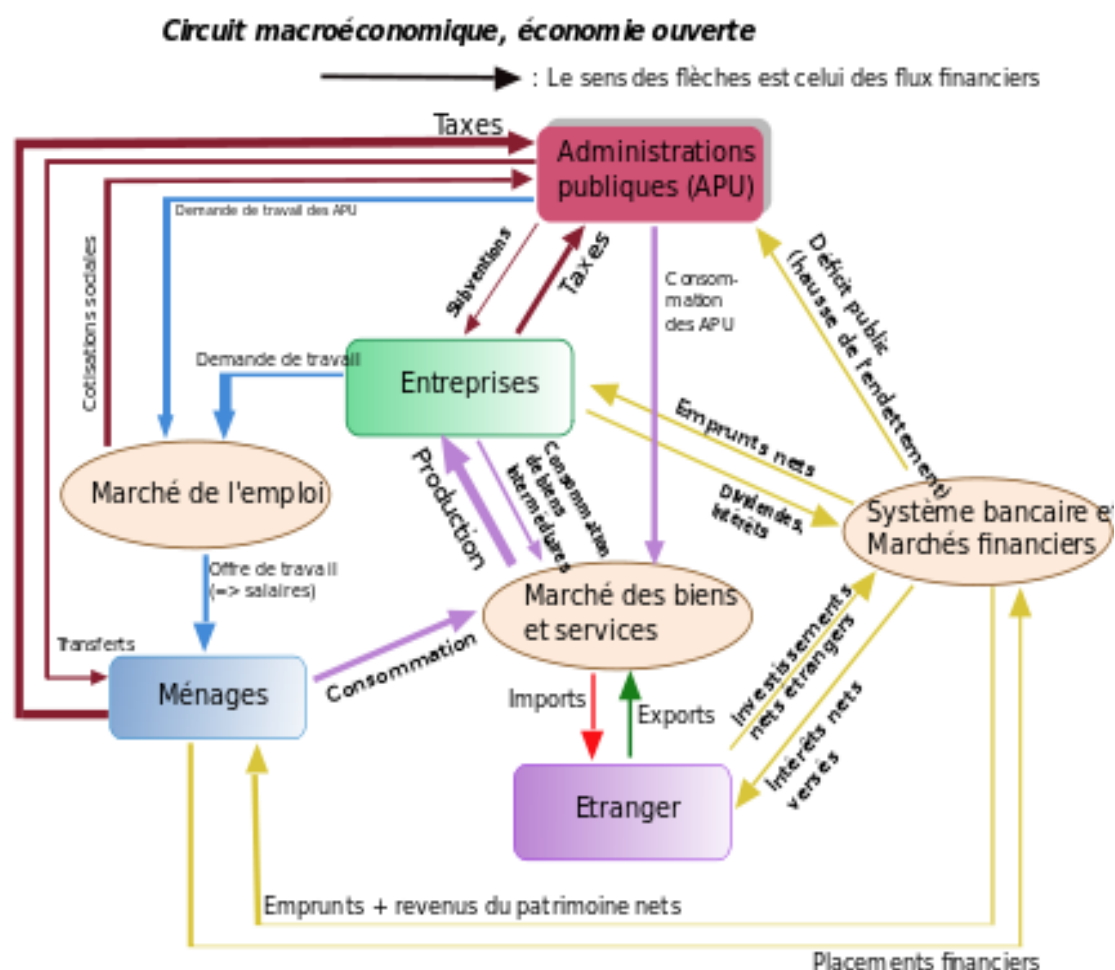 Circuit macroéconomique, économie ouverte
: Le sens des flèches est celui des flux financiers
Taxes
Administrations
publiques (APU)
Demande de travail des APU
Cotisations sociales
Subventions
Taxes
Consom-
mation
des APU
Déficit public
(hausse de l'endettement)
Demande de travail
Entreprises
Emprunts nets
Dividendes,
Intérêts
Production
Consommation
de biens
intermédiaires
Marché de l'emploi
Système bancaire et
Marchés financiers
Offre de travail
(=> salaires)
Marché des biens
et services
Transferts
Ménages
Consommation
Imports
Exports
Investissements
nets étrangers
Intérêts nets
versés
Etranger
Emprunts + revenus du patrimoine nets
Placements financiers